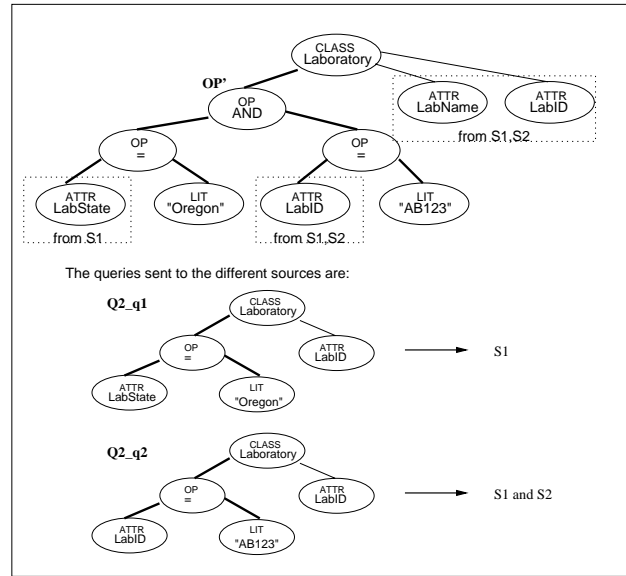 CLASS
Laboratory
OP'
OP
AND
ATTR
LabName
ATTR
LabID
from S1,S2
OP
=
OP
=
ATTR
LabState
LIT
"Oregon"
ATTR
LabID
LIT
"AB123"
from S1
from S1,S2
The queries sent to the different sources are:
Q2_q1
CLASS
Laboratory
OP
=
ATTR
LabID
S1
ATTR
LabState
LIT
"Oregon"
Q2_q2
CLASS
Laboratory
OP
=
ATTR
LabID
S1 and S2
ATTR
LabID
LIT
"AB123"